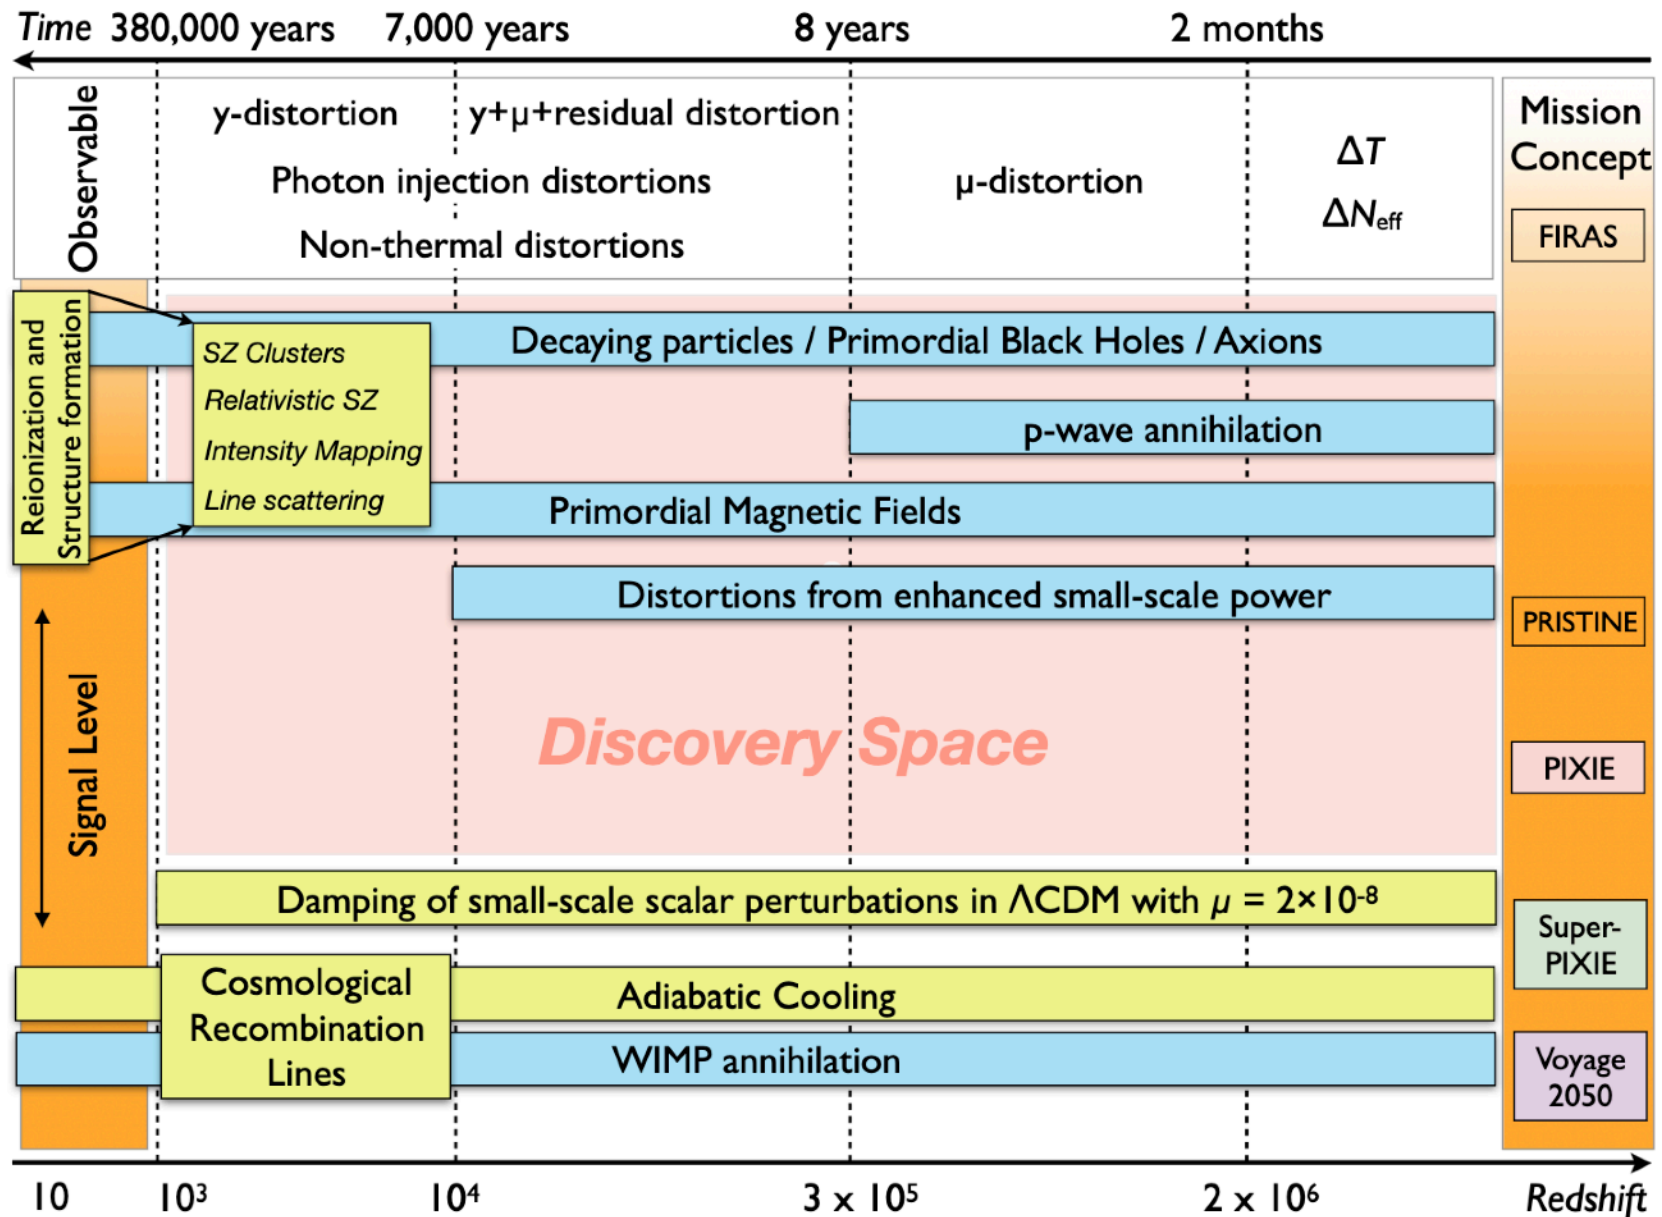 Time 380,000 years 7,000 years 8 years 2 months
Observable
y-distortion y+μ+residual distortion
Photon injection distortions
Non-thermal distortions
μ-distortion
ΔT
ΔNeff
Mission
Concept
FIRAS
PRISTINE
PIXIE
Super-
PIXIE
Voyage
2050
Reionization and
Structure formation
SZ Clusters
Relativistic SZ
Intensity Mapping
Line scattering
Decaying particles / Primordial Black Holes / Axions
p-wave annihilation
Primordial Magnetic Fields
Distortions from enhanced small-scale power
Signal Level
Discovery Space
Damping of small-scale scalar perturbations in ΛCDM with μ = 2×10⁻⁸
Cosmological
Recombination
Lines
Adiabatic Cooling
WIMP annihilation
10 10³ 10⁴ 3 x 10⁵ 2 x 10⁶ Redshift